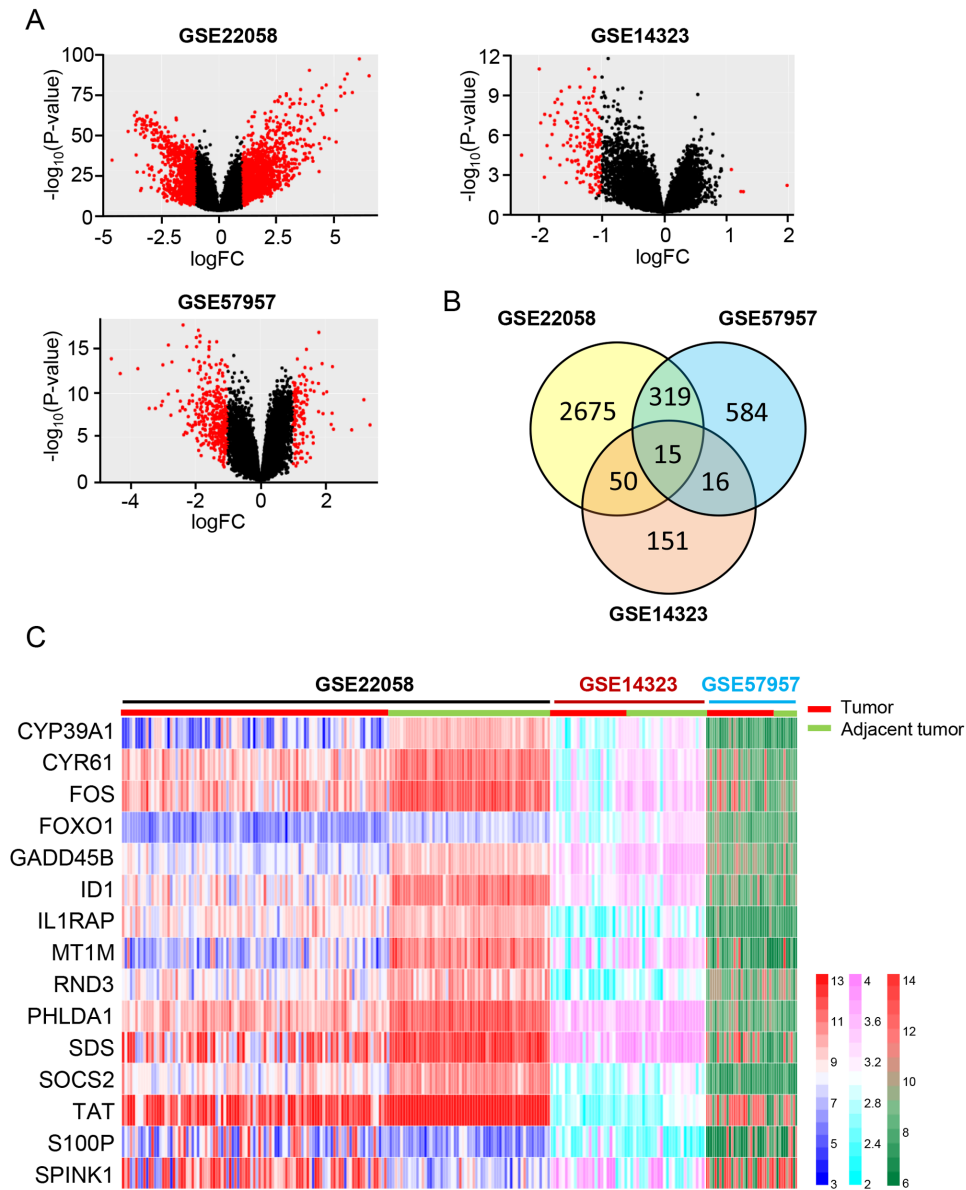 A
GSE22058
-log10(P-value)
100
75
50
25
0
-5
-2.5
0
2.5
5
logFC
GSE14323
-log10(P-value)
12
9
6
3
0
-2
-1
0
1
2
logFC
GSE57957
-log10(P-value)
15
10
5
0
-4
-2
0
2
logFC
B
GSE22058
GSE57957
2675
319
584
15
50
16
151
GSE14323
C
GSE22058
GSE14323
GSE57957
Tumor
Adjacent tumor
CYP39A1
CYR61
FOS
FOXO1
GADD45B
ID1
IL1RAP
MT1M
RND3
PHLDA1
SDS
SOCS2
TAT
S100P
SPINK1
13
11
9
7
5
3
4
3.6
3.2
2.8
2.4
2
14
12
10
8
6